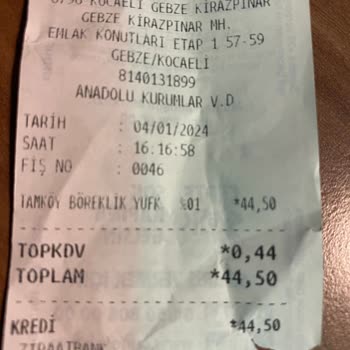 6798 KOCAELİ GEBZE KİRAZPINAR
GEBZE KİRAZPINAR MH.
EMLAK KONUTLARI ETAP 1 57-59
GEBZE/KOCAELİ
8140131899
ANADOLU KURUMLAR V.D
TARİH : 04/01/2024
SAAT : 16:16:58
FİŞ NO : 0046
TAMKÖY BÖREKLİK YUFK %01 *44,50
TOPKDV *0,44
TOPLAM *44,50
KREDİ *44,50